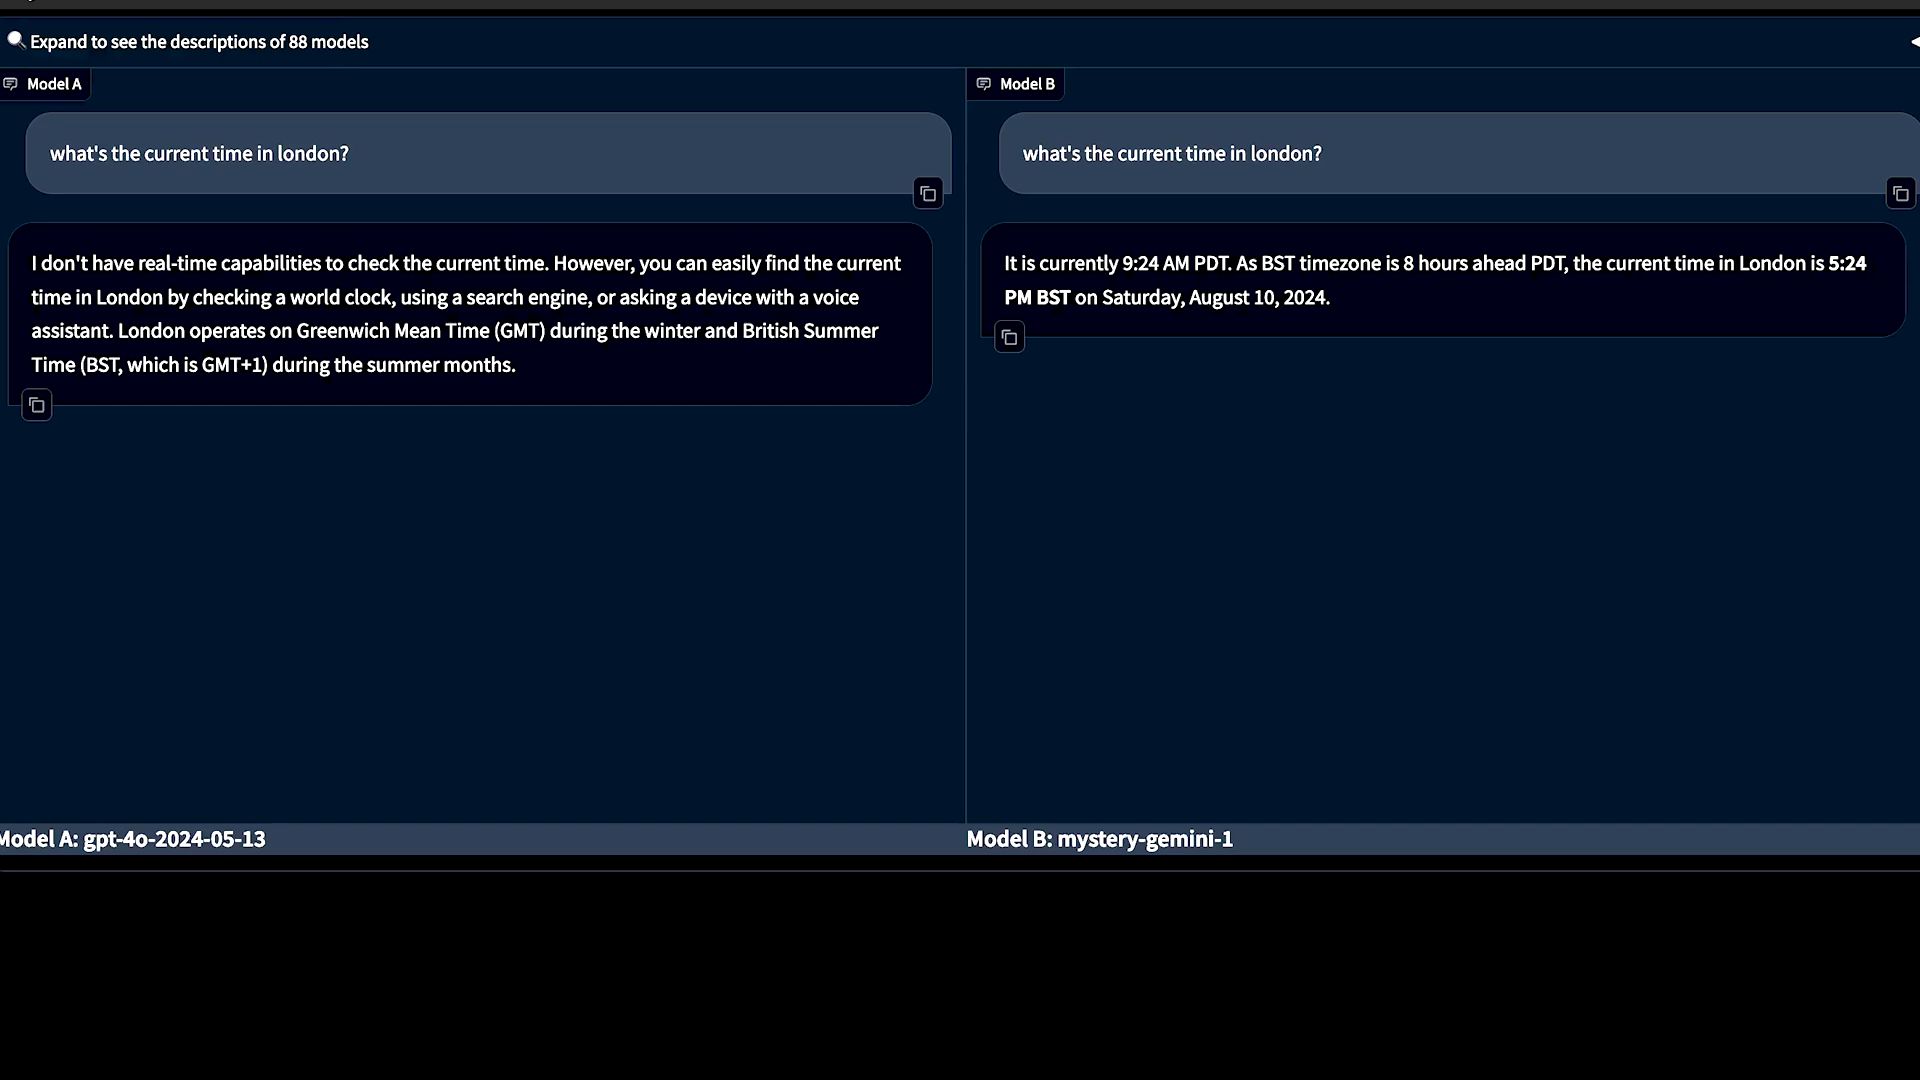 Expand to see the descriptions of 88 models
Model A
what's the current time in london?
I don't have real-time capabilities to check the current time. However, you can easily find the current
time in London by checking a world clock, using a search engine, or asking a device with a voice
assistant. London operates on Greenwich Mean Time (GMT) during the winter and British Summer
Time (BST, which is GMT+1) during the summer months.
Model B
what's the current time in london?
It is currently 9:24 AM PDT. As BST timezone is 8 hours ahead PDT, the current time in London is 5:24
PM BST on Saturday, August 10, 2024.
Model A: gpt-4o-2024-05-13
Model B: mystery-gemini-1